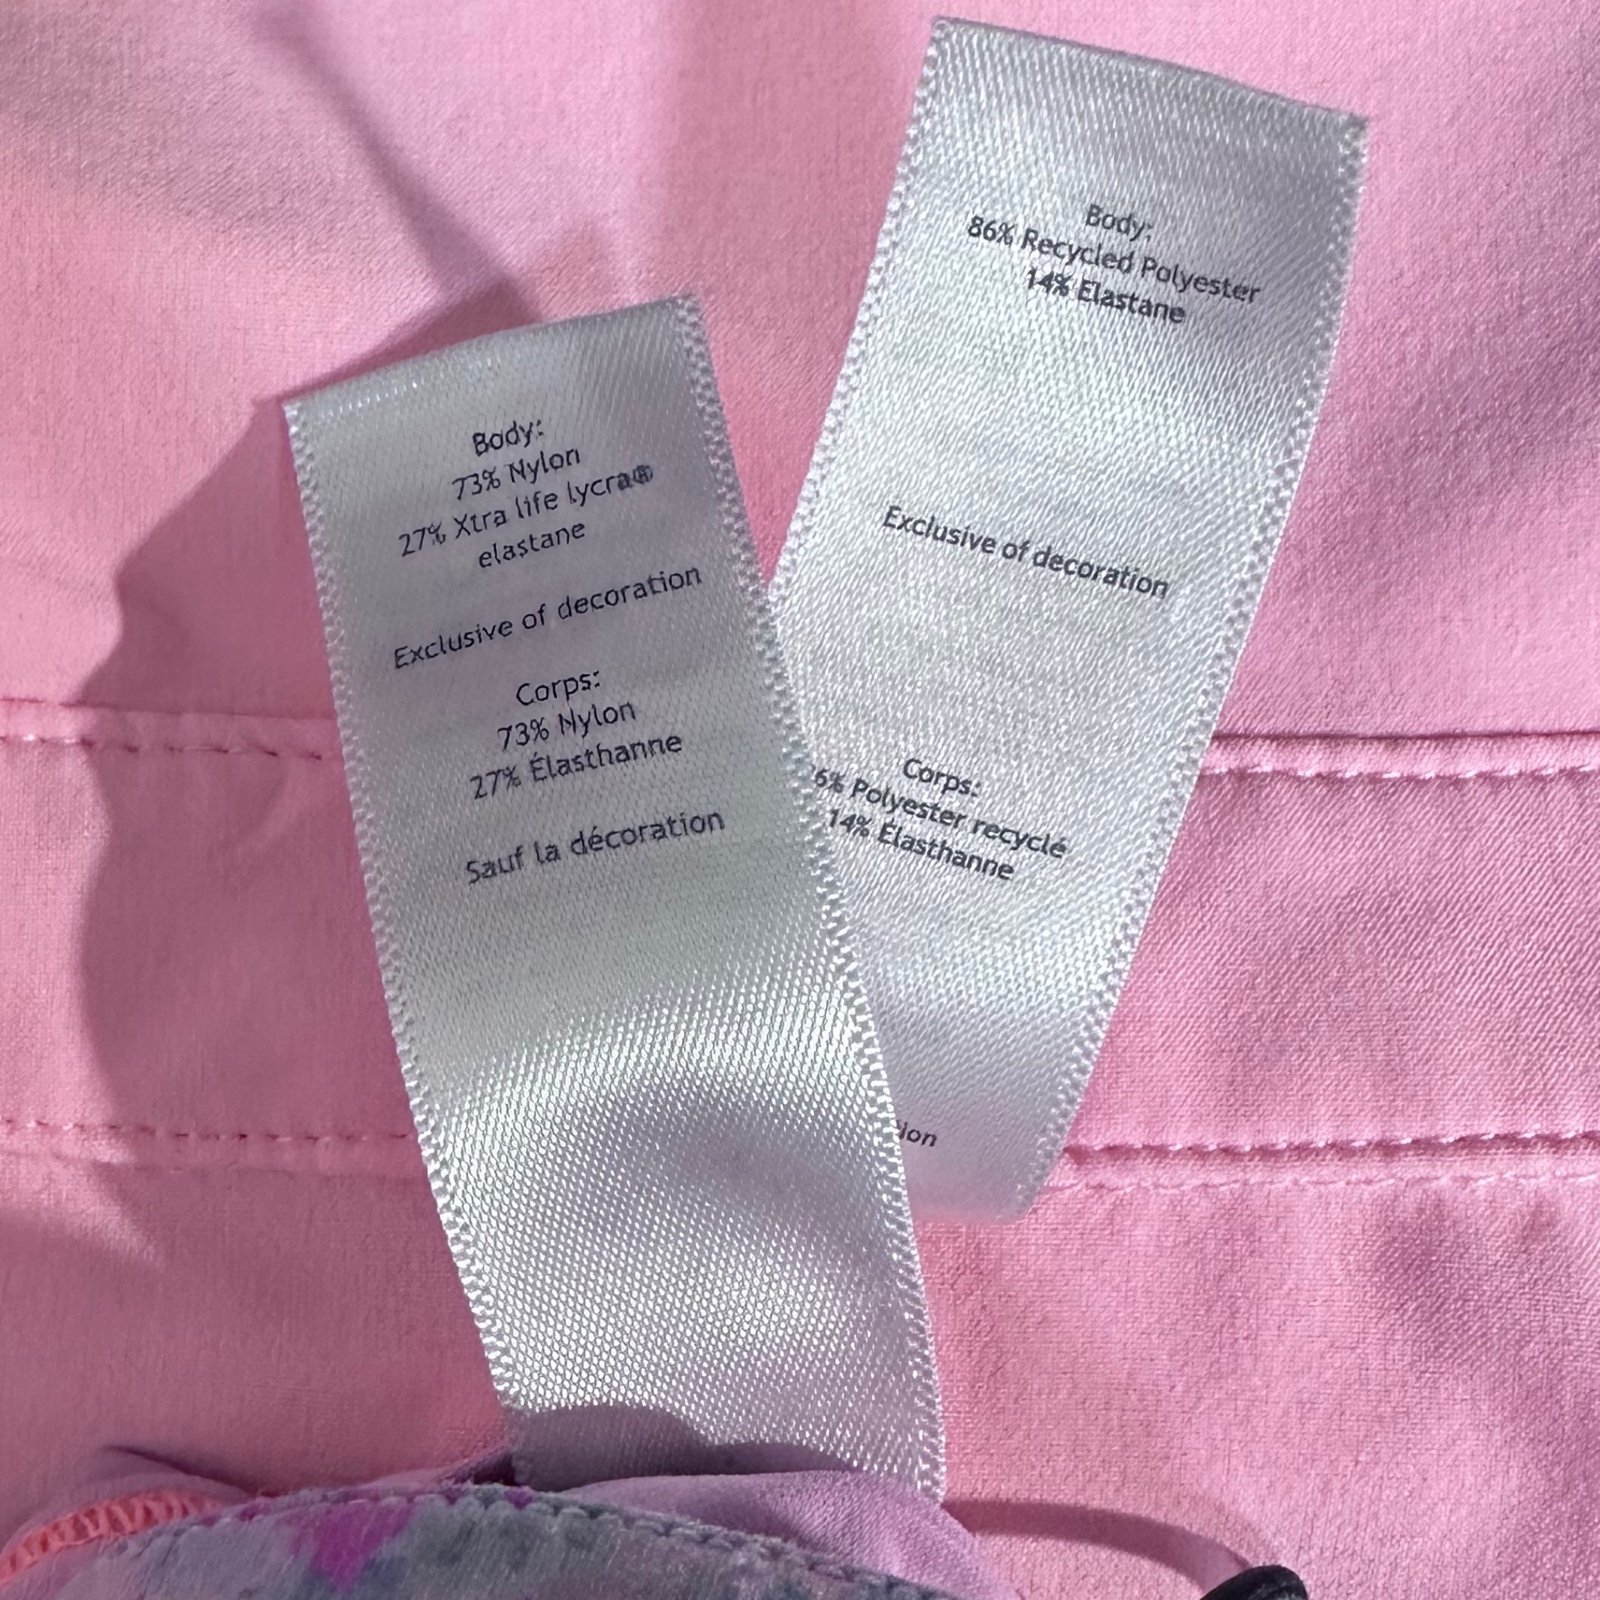 Body:
73% Nylon
27% Xtra life lycra®
elastane
Exclusive of decoration
Corps:
73% Nylon
27% Élasthanne
Sauf la décoration
Body:
86% Recycled Polyester
14% Elastane
Exclusive of decoration
Corps:
6% Polyester recyclé
14% Élasthanne